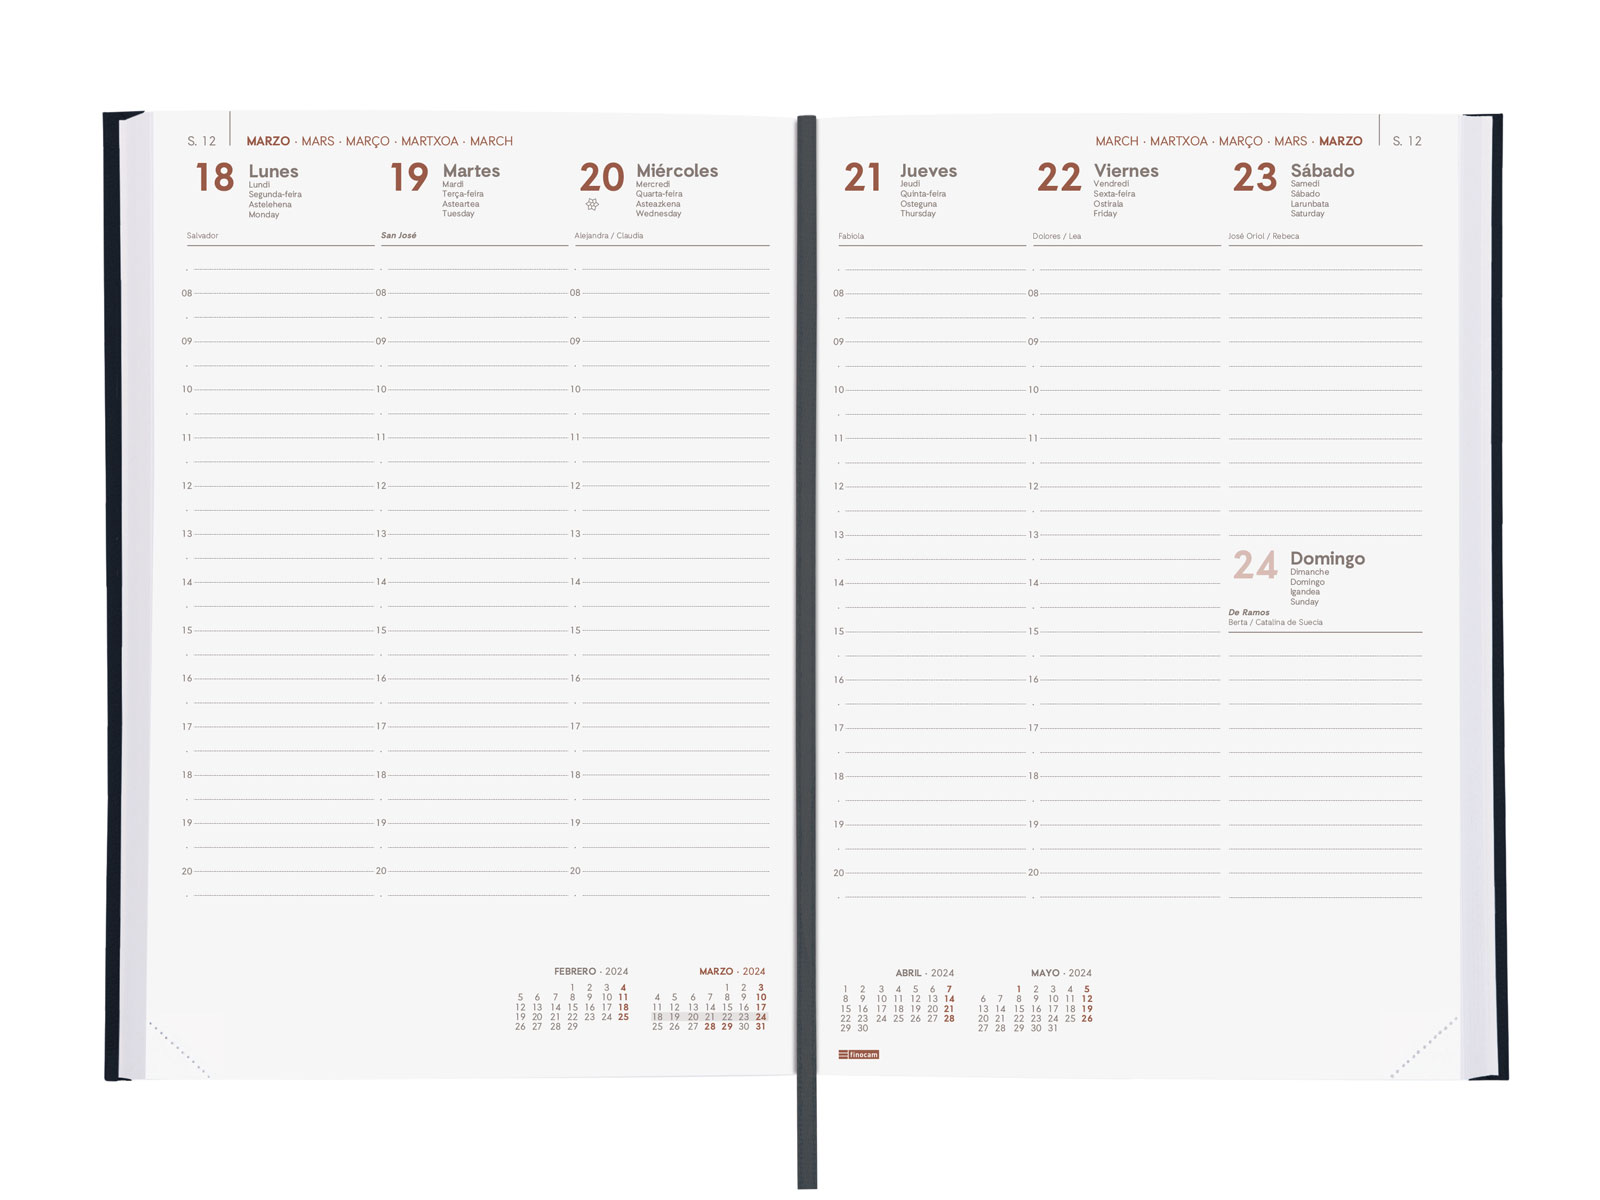 S. 12
MARZO · MARS · MARÇO · MARTXOA · MARCH
18 Lunes
Lundi
Segunda-feira
Astelehena
Monday
Salvador
19 Martes
Mardi
Terça-feira
Asteartea
Tuesday
San José
20 Miércoles
Mercredi
Quarta-feira
Asteazkena
Wednesday
Alejandra / Claudia
08 08 08
09 09 09
10 10 10
11 11 11
12 12 12
13 13 13
14 14 14
15 15 15
16 16 16
17 17 17
18 18 18
19 19 19
20 20 20
FEBRERO · 2024
1 2 3 4
5 6 7 8 9 10 11
12 13 14 15 16 17 18
19 20 21 22 23 24 25
26 27 28 29
MARZO · 2024
1 2 3
4 5 6 7 8 9 10
11 12 13 14 15 16 17
18 19 20 21 22 23 24
25 26 27 28 29 30 31
MARCH · MARTXOA · MARÇO · MARS · MARZO
S. 12
21 Jueves
Jeudi
Quinta-feira
Osteguna
Thursday
Fabiola
22 Viernes
Vendredi
Sexta-feira
Ostirala
Friday
Dolores / Lea
23 Sábado
Samedi
Sábado
Larunbata
Saturday
José Oriol / Rebeca
08 08
09 09
10 10
11 11
12 12
13 13
14 14
15 15
16 16
17 17
18 18
19 19
20 20
24 Domingo
Dimanche
Domingo
Igandea
Sunday
De Ramos
Berta / Catalina de Suecia
ABRIL · 2024
1 2 3 4 5 6 7
8 9 10 11 12 13 14
15 16 17 18 19 20 21
22 23 24 25 26 27 28
29 30
MAYO · 2024
1 2 3 4 5
6 7 8 9 10 11 12
13 14 15 16 17 18 19
20 21 22 23 24 25 26
27 28 29 30 31
finocam